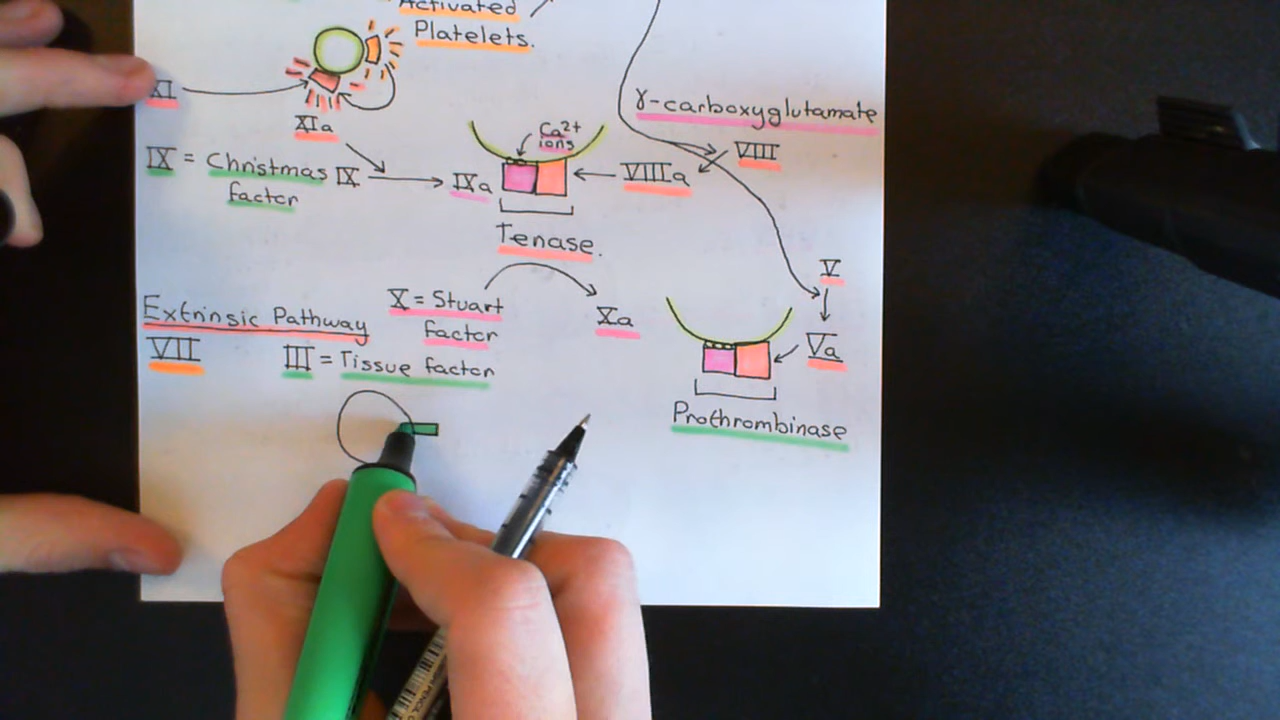 Activated
Platelets.
XI
XIa
Ca²⁺
ions
γ-carboxyglutamate
VIII
IX = Christmas
factor
IX
IXa
VIIIa
Tenase.
V
Extrinsic Pathway
X = Stuart
factor
Xa
VII
III = Tissue factor
Va
Prothrombinase